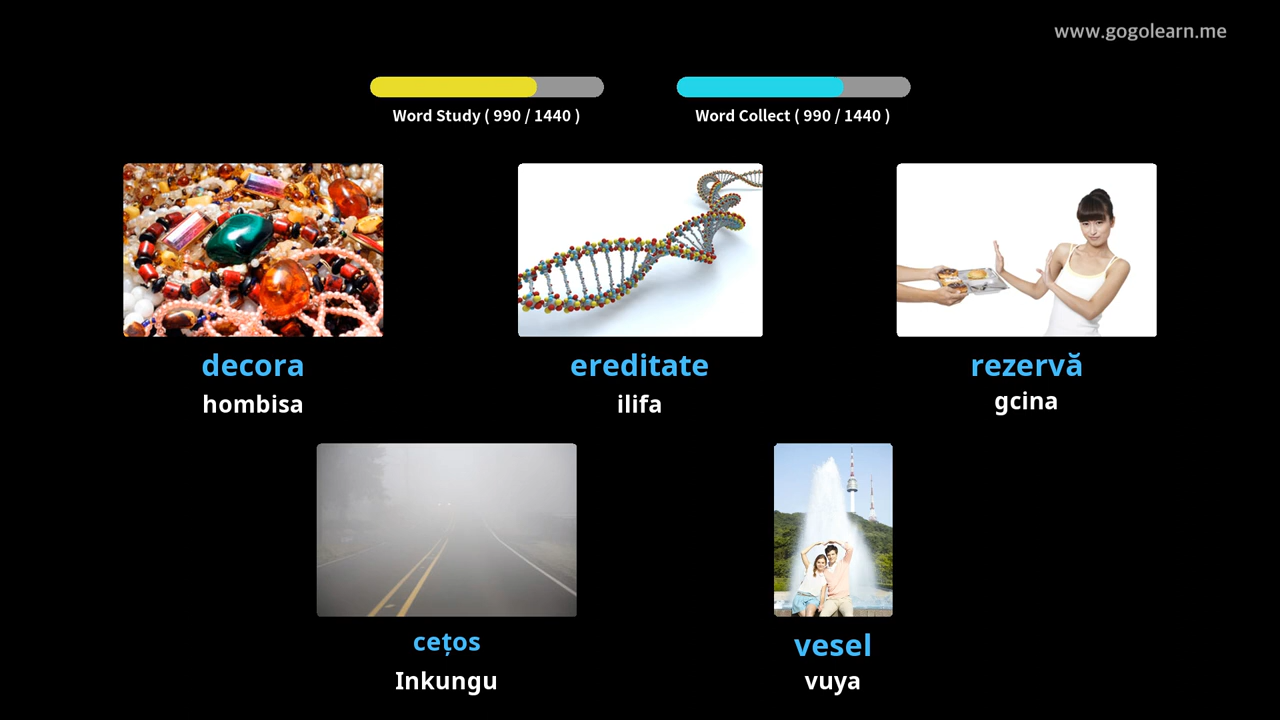 www.gogolearn.me
Word Study ( 990 / 1440 )
Word Collect ( 990 / 1440 )
decora
hombisa
ereditate
ilifa
rezervă
gcina
cețos
Inkungu
vesel
vuya